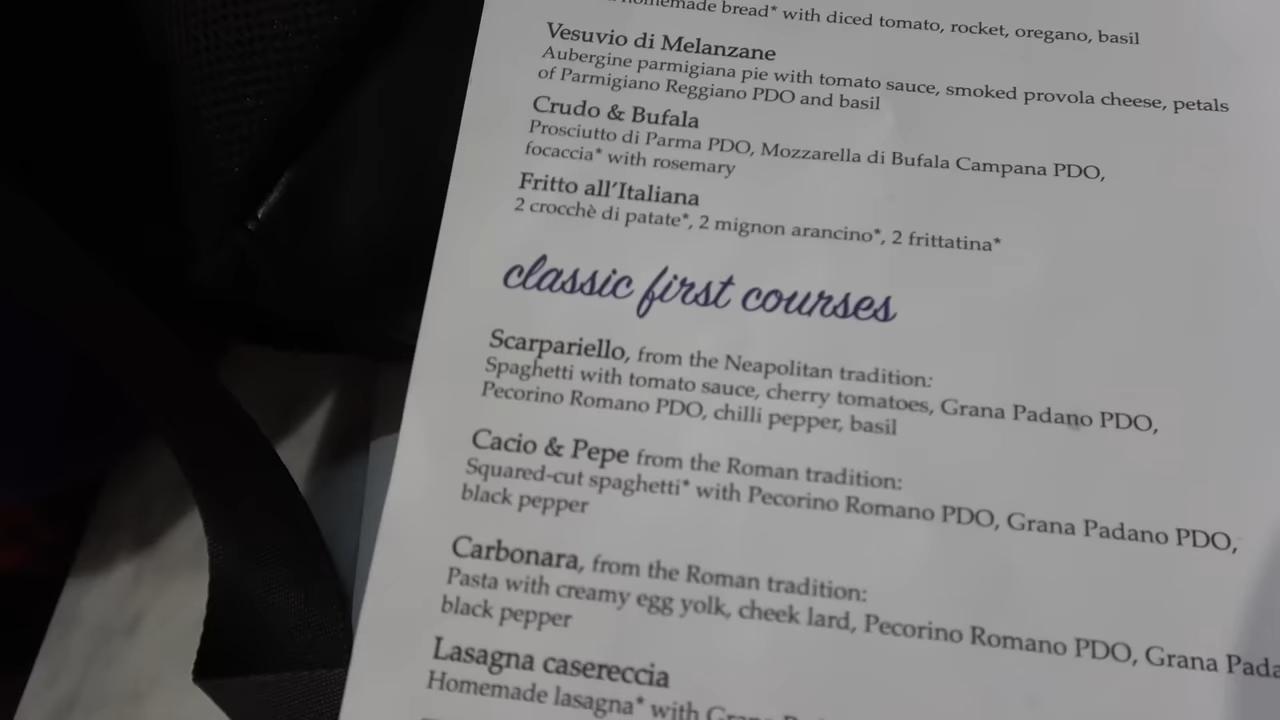 homemade bread* with diced tomato, rocket, oregano, basil
Vesuvio di Melanzane
Aubergine parmigiana pie with tomato sauce, smoked provola cheese, petals
of Parmigiano Reggiano PDO and basil
Crudo & Bufala
Prosciutto di Parma PDO, Mozzarella di Bufala Campana PDO,
focaccia* with rosemary
Fritto all'Italiana
2 crocchè di patate*, 2 mignon arancino*, 2 frittatina*
classic first courses
Scarpariello, from the Neapolitan tradition:
Spaghetti with tomato sauce, cherry tomatoes, Grana Padano PDO,
Pecorino Romano PDO, chilli pepper, basil
Cacio & Pepe from the Roman tradition:
Squared-cut spaghetti* with Pecorino Romano PDO, Grana Padano PDO,
black pepper
Carbonara, from the Roman tradition:
Pasta with creamy egg yolk, cheek lard, Pecorino Romano PDO, Grana Pada
black pepper
Lasagna casereccia
Homemade lasagna* with